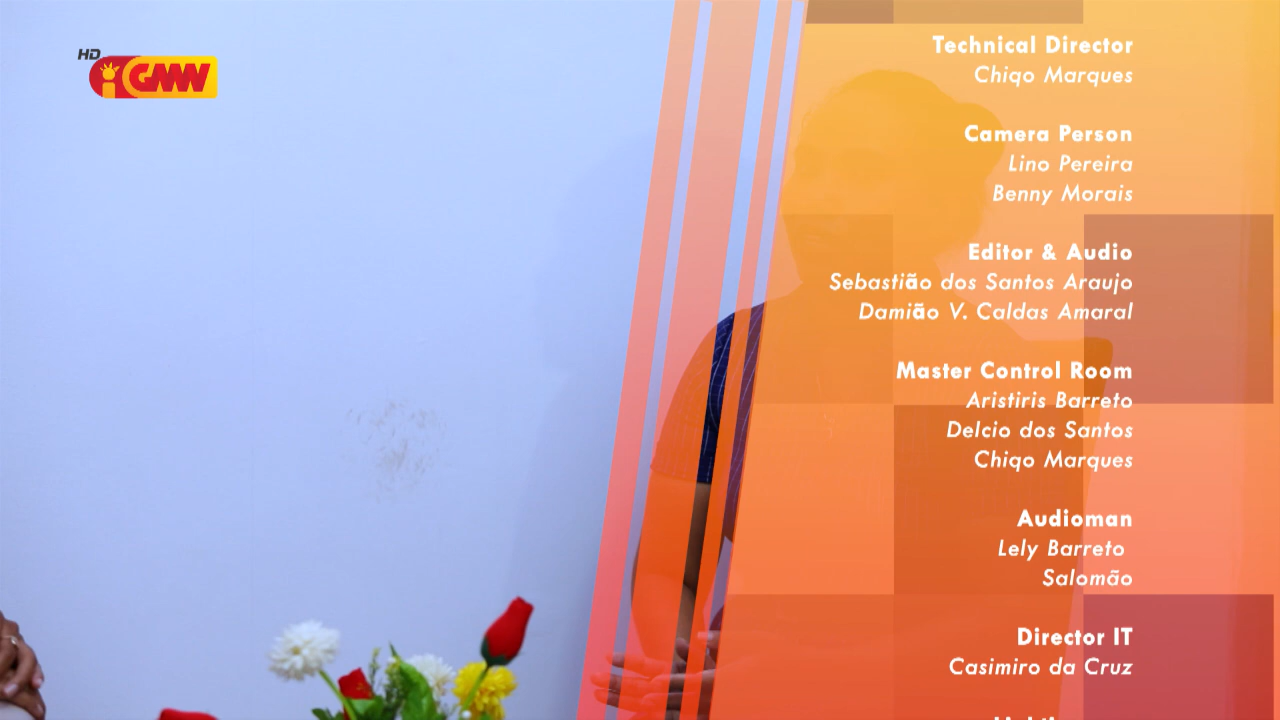 HD
GMN
Technical Director
Chiqo Marques
Camera Person
Lino Pereira
Benny Morais
Editor & Audio
Sebastião dos Santos Araujo
Damião V. Caldas Amaral
Master Control Room
Aristiris Barreto
Delcio dos Santos
Chiqo Marques
Audioman
Lely Barreto
Salomão
Director IT
Casimiro da Cruz